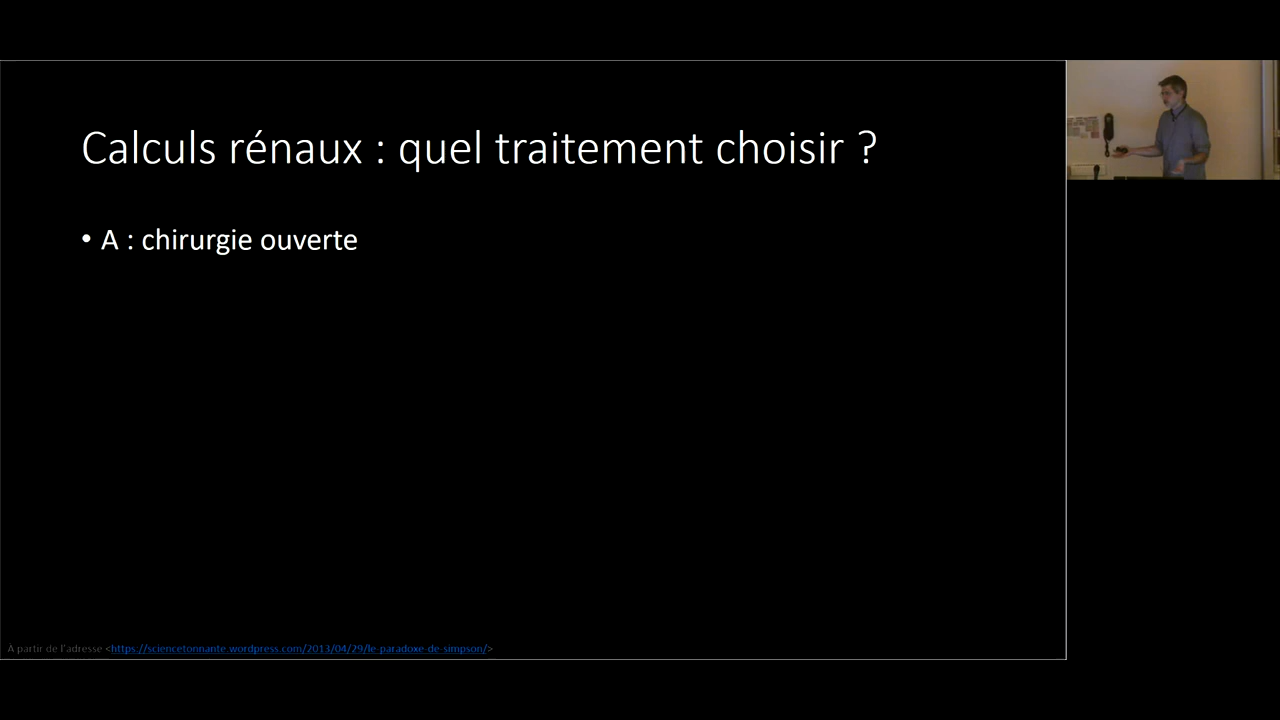 Calculs rénaux : quel traitement choisir ?
• A : chirurgie ouverte
À partir de l'adresse <https://sciencetonnante.wordpress.com/2013/04/29/le-paradoxe-de-simpson/>